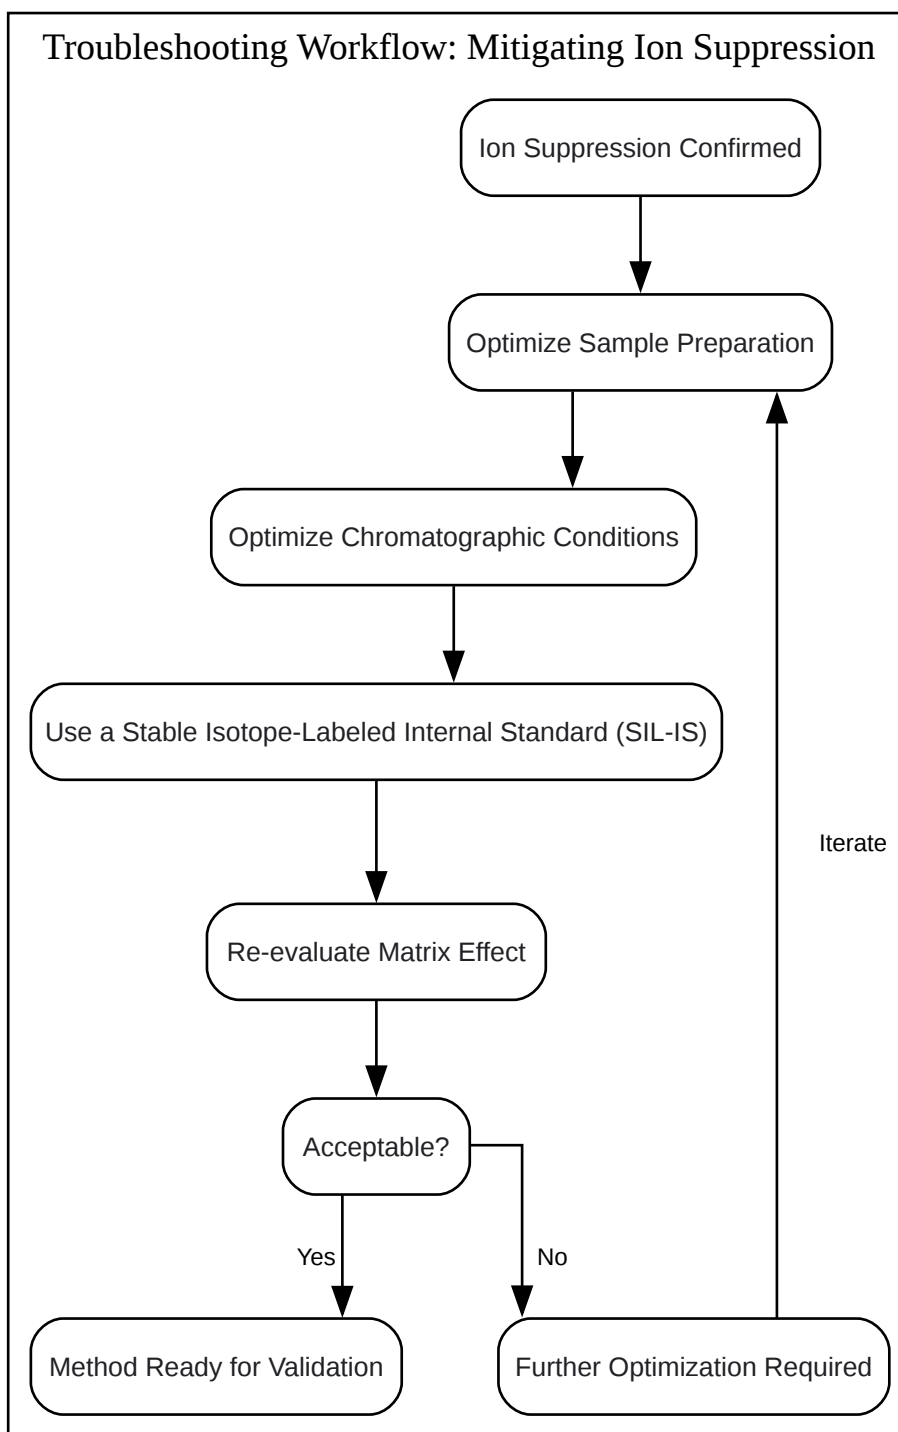 Troubleshooting Workflow: Mitigating Ion Suppression
Ion Suppression Confirmed
Optimize Sample Preparation
Optimize Chromatographic Conditions
Use a Stable Isotope-Labeled Internal Standard (SIL-IS)
Iterate
Re-evaluate Matrix Effect
Acceptable?
Yes
No
Method Ready for Validation
Further Optimization Required